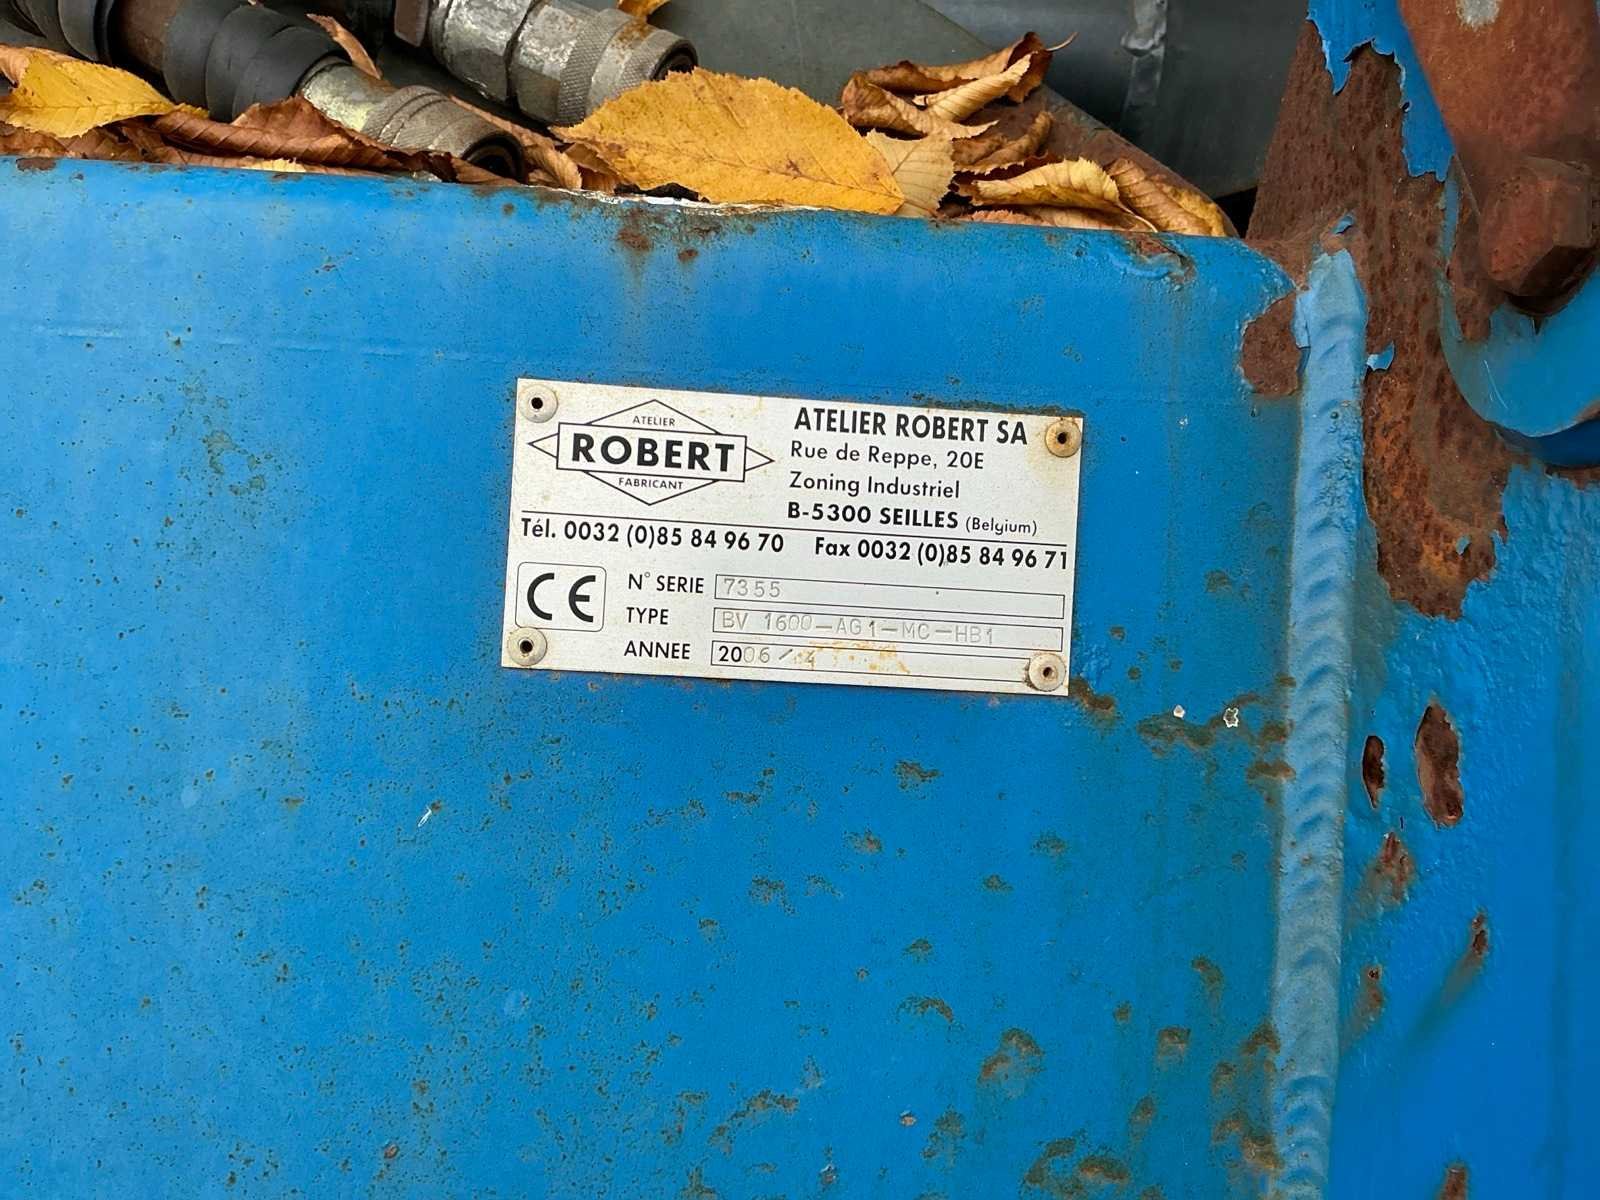 ATELIER
ROBERT
FABRICANT
ATELIER ROBERT SA
Rue de Reppe, 20E
Zoning Industriel
B-5300 SEILLES (Belgium)
Tél. 0032 (0)85 84 96 70 Fax 0032 (0)85 84 96 71
CE
N° SERIE 7355
TYPE BV 1600-AG1-MC-HB1
ANNEE 2006 /